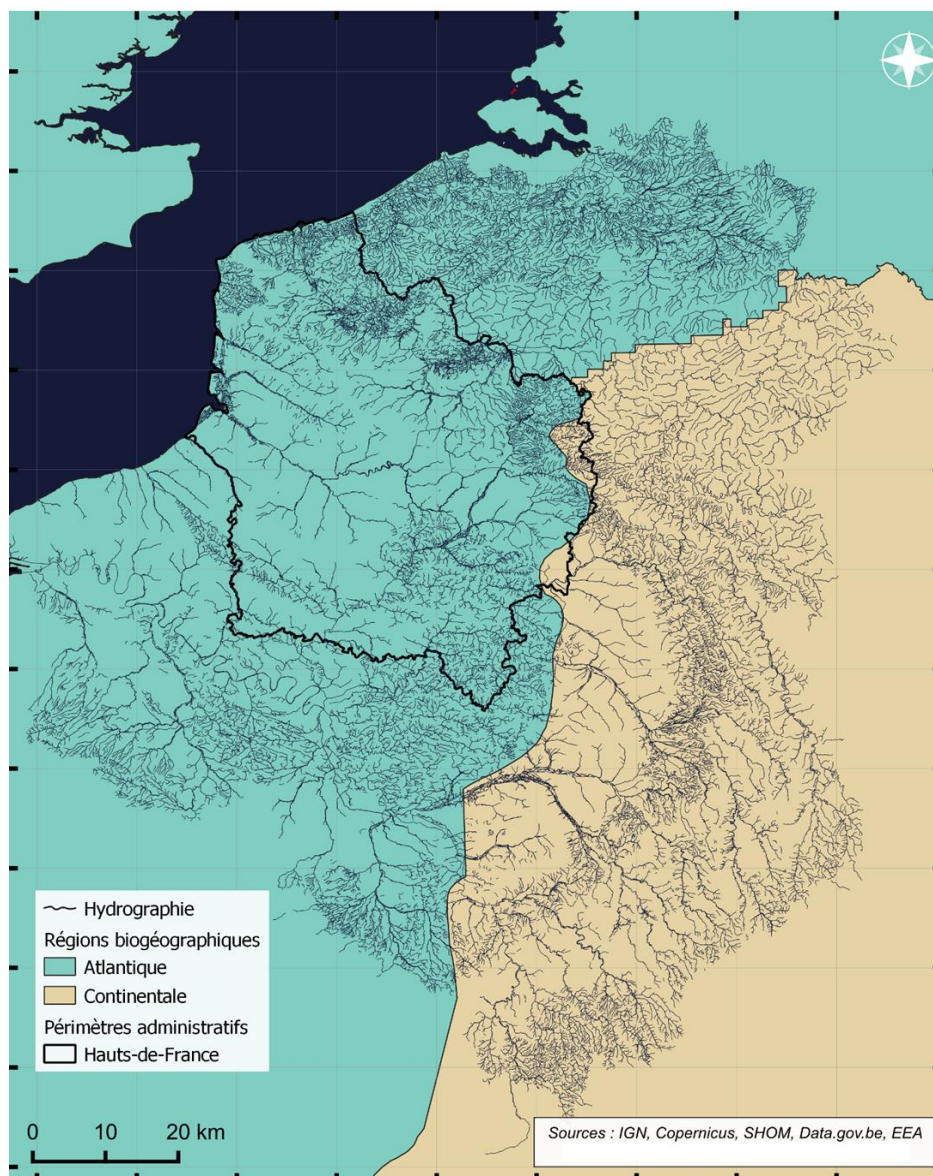 Hydrographie
Régions biogéographiques
Atlantique
Continentale
Périmètres administratifs
Hauts-de-France
0 10 20 km
Sources : IGN, Copernicus, SHOM, Data.gov.be, EEA